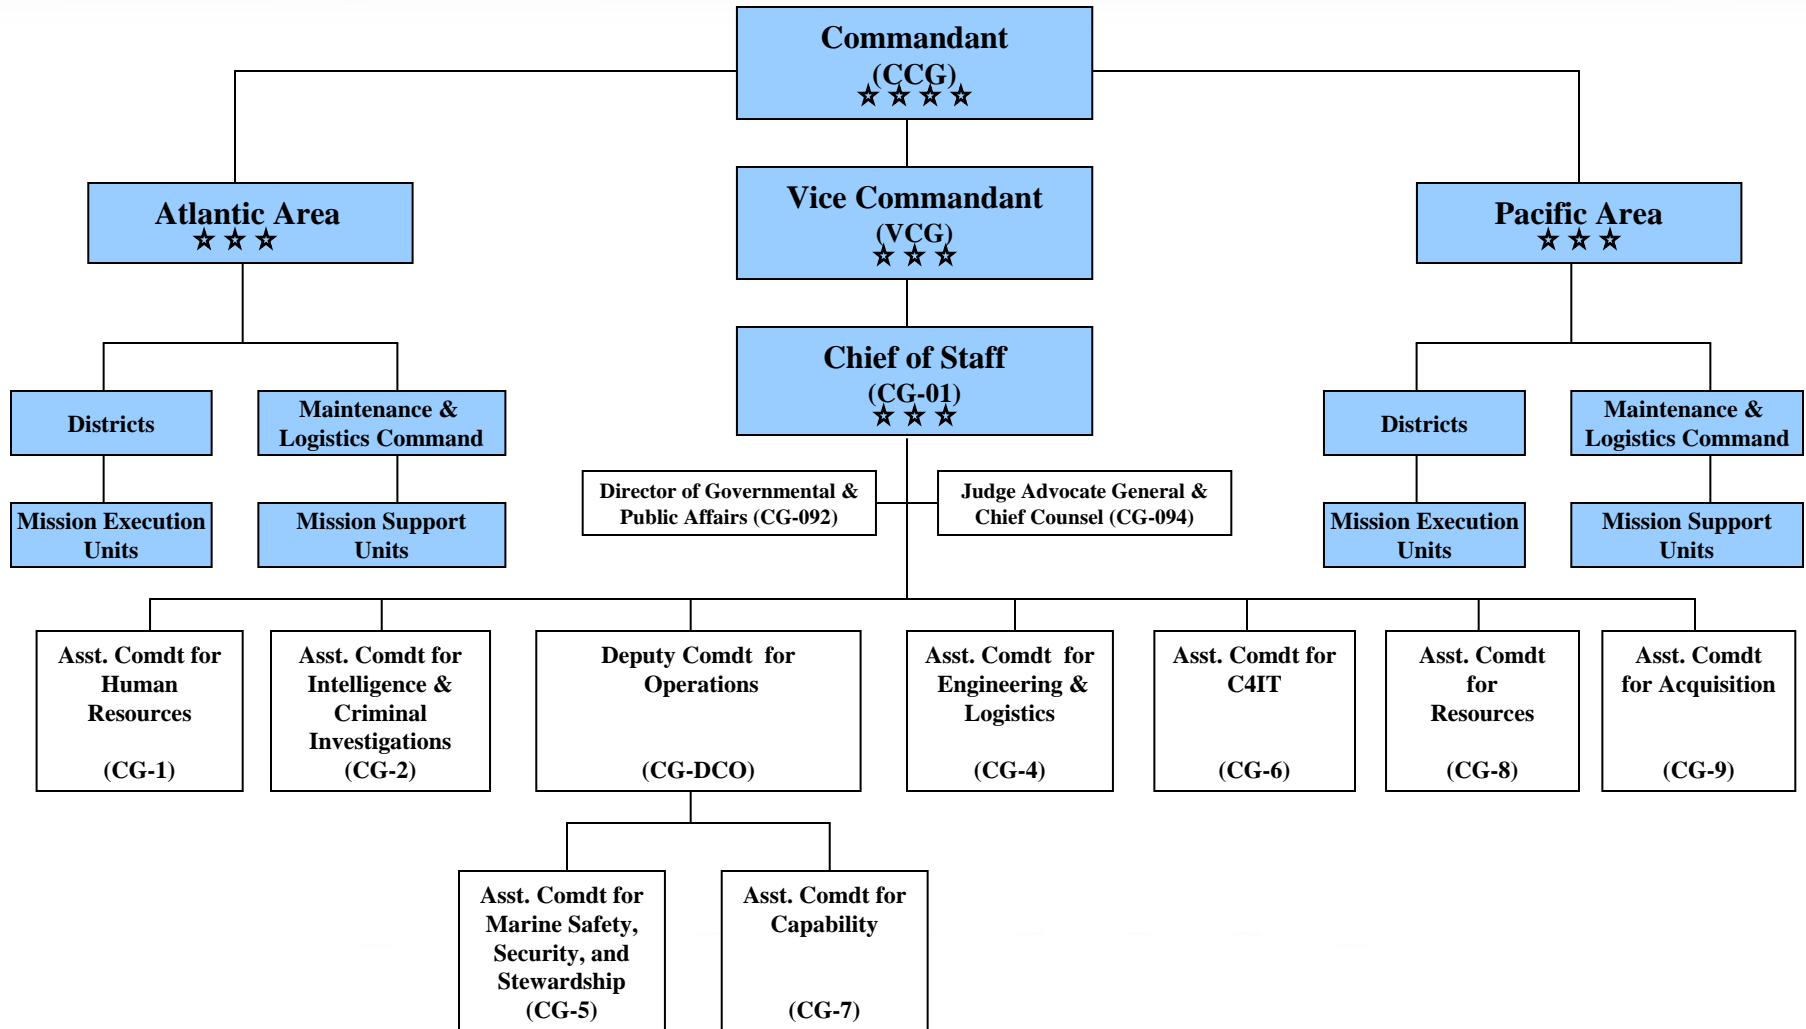 Commandant
(CCG)
Vice Commandant
(VCG)
Atlantic Area
Pacific Area
Chief of Staff
(CG-01)
Districts
Maintenance &
Logistics Command
Mission Execution
Units
Mission Support
Units
Districts
Maintenance &
Logistics Command
Mission Execution
Units
Mission Support
Units
Director of Governmental &
Public Affairs (CG-092)
Judge Advocate General &
Chief Counsel (CG-094)
Asst. Comdt for
Human
Resources
(CG-1)
Asst. Comdt for
Intelligence &
Criminal
Investigations
(CG-2)
Deputy Comdt for
Operations
(CG-DCO)
Asst. Comdt for
Engineering &
Logistics
(CG-4)
Asst. Comdt for
C4IT
(CG-6)
Asst. Comdt
for
Resources
(CG-8)
Asst. Comdt
for Acquisition
(CG-9)
Asst. Comdt for
Marine Safety,
Security, and
Stewardship
(CG-5)
Asst. Comdt for
Capability
(CG-7)